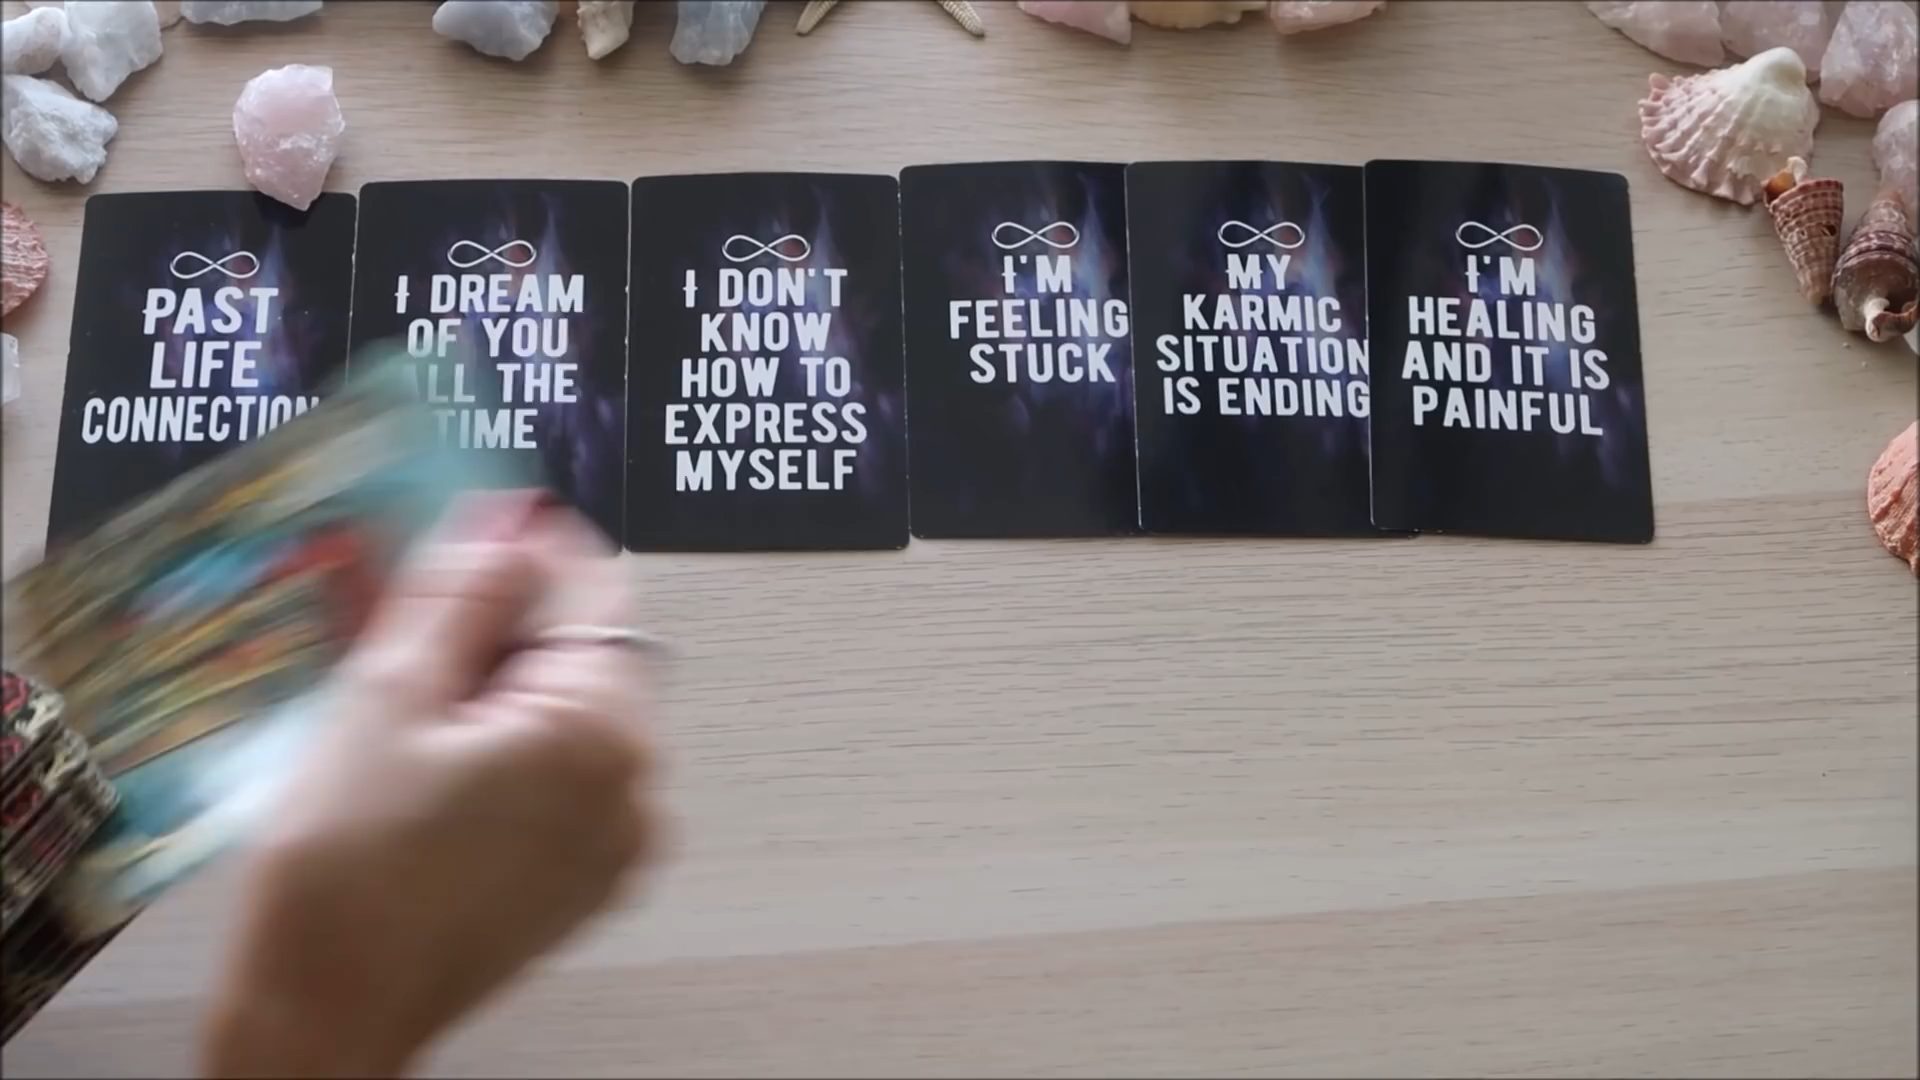 PAST
LIFE
CONNECTION
I DREAM
OF YOU
ALL THE
TIME
I DON'T
KNOW
HOW TO
EXPRESS
MYSELF
I'M
FEELING
STUCK
MY
KARMIC
SITUATION
IS ENDING
I'M
HEALING
AND IT IS
PAINFUL